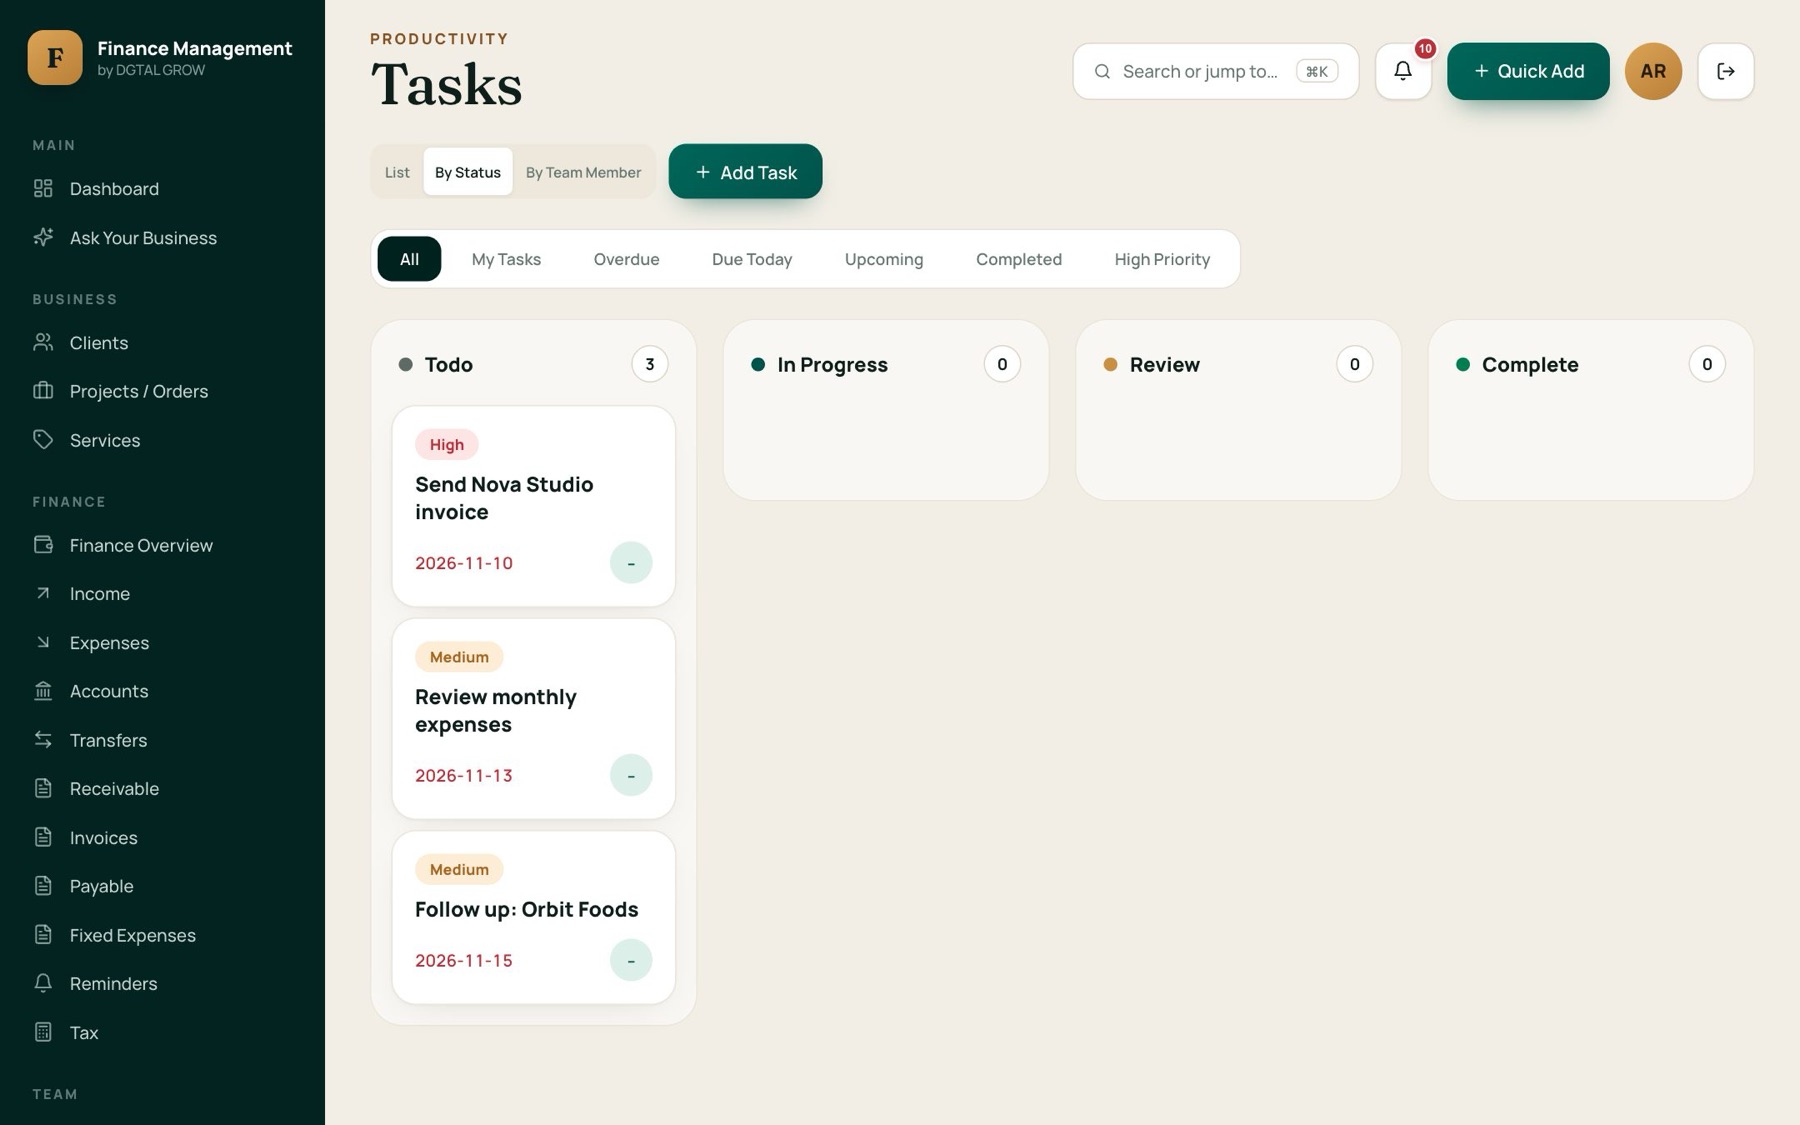 F
Finance Management
by DGTAL GROW
MAIN
Dashboard
Ask Your Business
BUSINESS
Clients
Projects / Orders
Services
FINANCE
Finance Overview
Income
Expenses
Accounts
Transfers
Receivable
Invoices
Payable
Fixed Expenses
Reminders
Tax
TEAM
PRODUCTIVITY
Tasks
Search or jump to... ⌘K
10
+ Quick Add
AR
List By Status By Team Member
+ Add Task
All My Tasks Overdue Due Today Upcoming Completed High Priority
Todo 3
High
Send Nova Studio
invoice
2026-11-10 -
Medium
Review monthly
expenses
2026-11-13 -
Medium
Follow up: Orbit Foods
2026-11-15 -
In Progress 0
Review 0
Complete 0